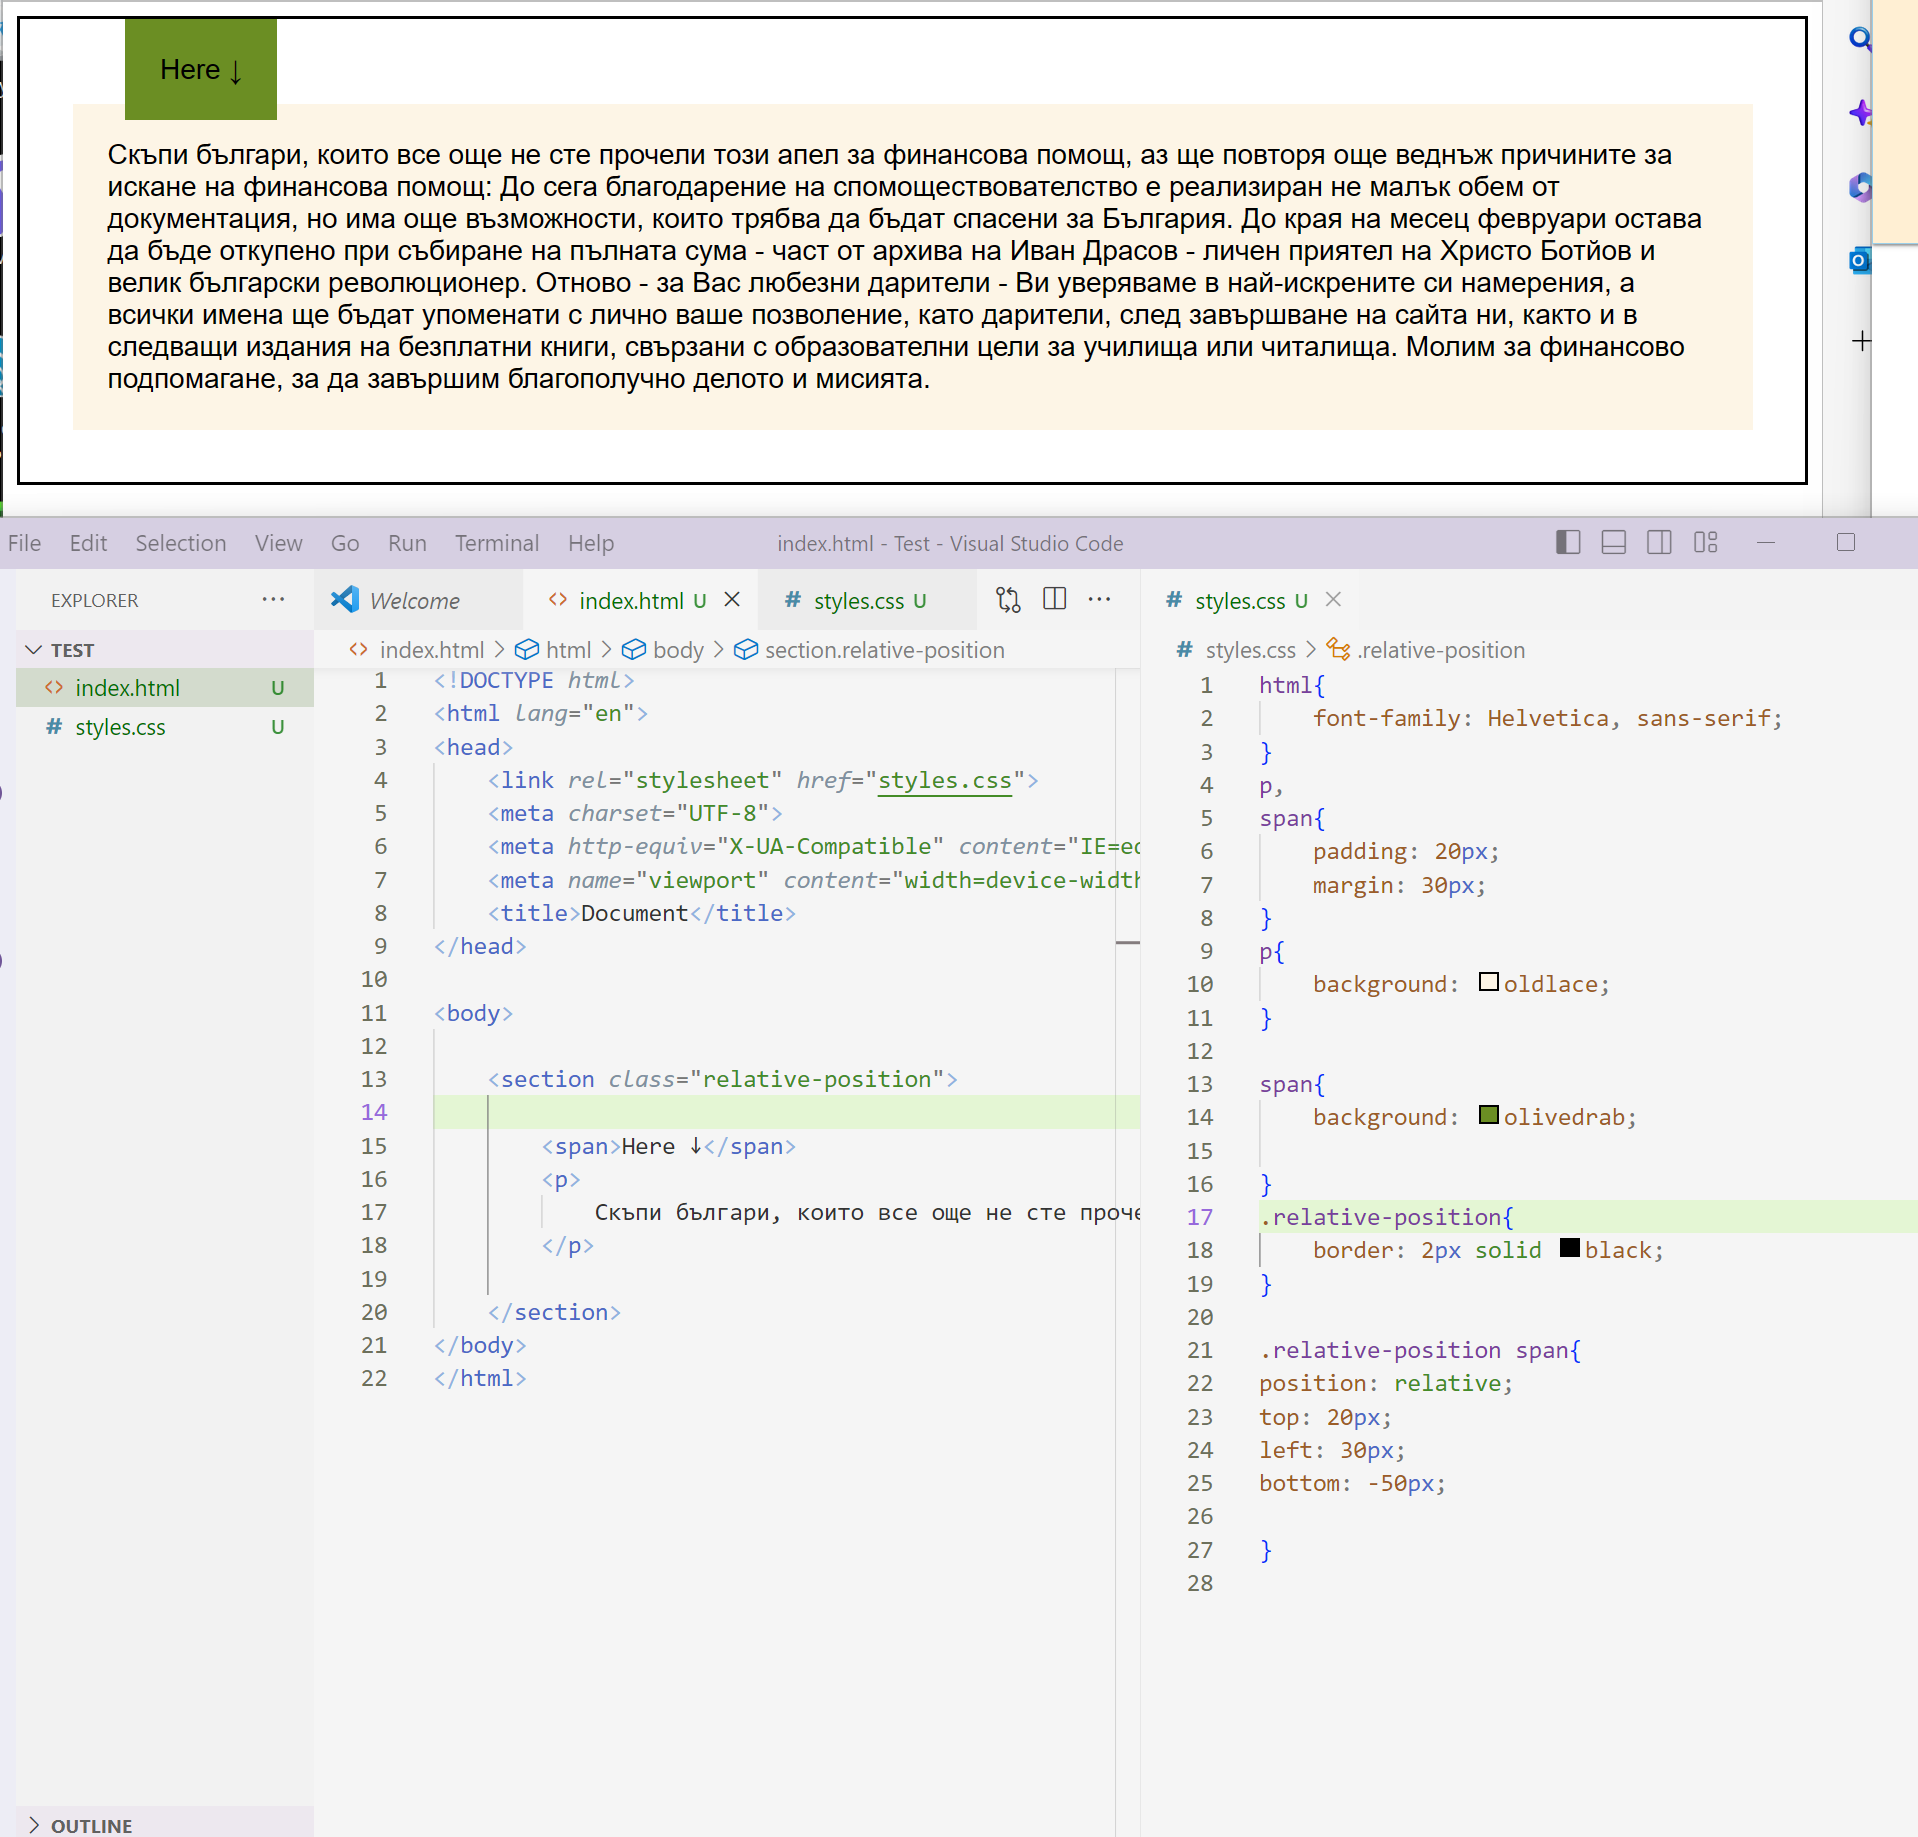 Here ↓
Скъпи българи, които все още не сте прочели този апел за финансова помощ, аз ще повторя още веднъж причините за
искане на финансова помощ: До сега благодарение на спомоществователство е реализиран не малък обем от
документация, но има още възможности, които трябва да бъдат спасени за България. До края на месец февруари остава
да бъде откупено при събиране на пълната сума - част от архива на Иван Драсов - личен приятел на Христо Ботйов и
велик български революционер. Отново - за Вас любезни дарители - Ви уверяваме в най-искрените си намерения, а
всички имена ще бъдат упоменати с лично ваше позволение, като дарители, след завършване на сайта ни, както и в
следващи издания на безплатни книги, свързани с образователни цели за училища или читалища. Молим за финансово
подпомагане, за да завършим благополучно делото и мисията.
File Edit Selection View Go Run Terminal Help index.html - Test - Visual Studio Code
EXPLORER ···
TEST
index.html U
styles.css U
OUTLINE
Welcome index.html U styles.css U ···
index.html > html > body > section.relative-position
1 <!DOCTYPE html>
2 <html lang="en">
3 <head>
4 <link rel="stylesheet" href="styles.css">
5 <meta charset="UTF-8">
6 <meta http-equiv="X-UA-Compatible" content="IE=ed
7 <meta name="viewport" content="width=device-width
8 <title>Document</title>
9 </head>
10
11 <body>
12
13 <section class="relative-position">
14
15 <span>Here ↓</span>
16 <p>
17 Скъпи българи, които все още не сте проче
18 </p>
19
20 </section>
21 </body>
22 </html>
styles.css U
styles.css > .relative-position
1 html{
2 font-family: Helvetica, sans-serif;
3 }
4 p,
5 span{
6 padding: 20px;
7 margin: 30px;
8 }
9 p{
10 background: oldlace;
11 }
12
13 span{
14 background: olivedrab;
15
16 }
17 .relative-position{
18 border: 2px solid black;
19 }
20
21 .relative-position span{
22 position: relative;
23 top: 20px;
24 left: 30px;
25 bottom: -50px;
26
27 }
28